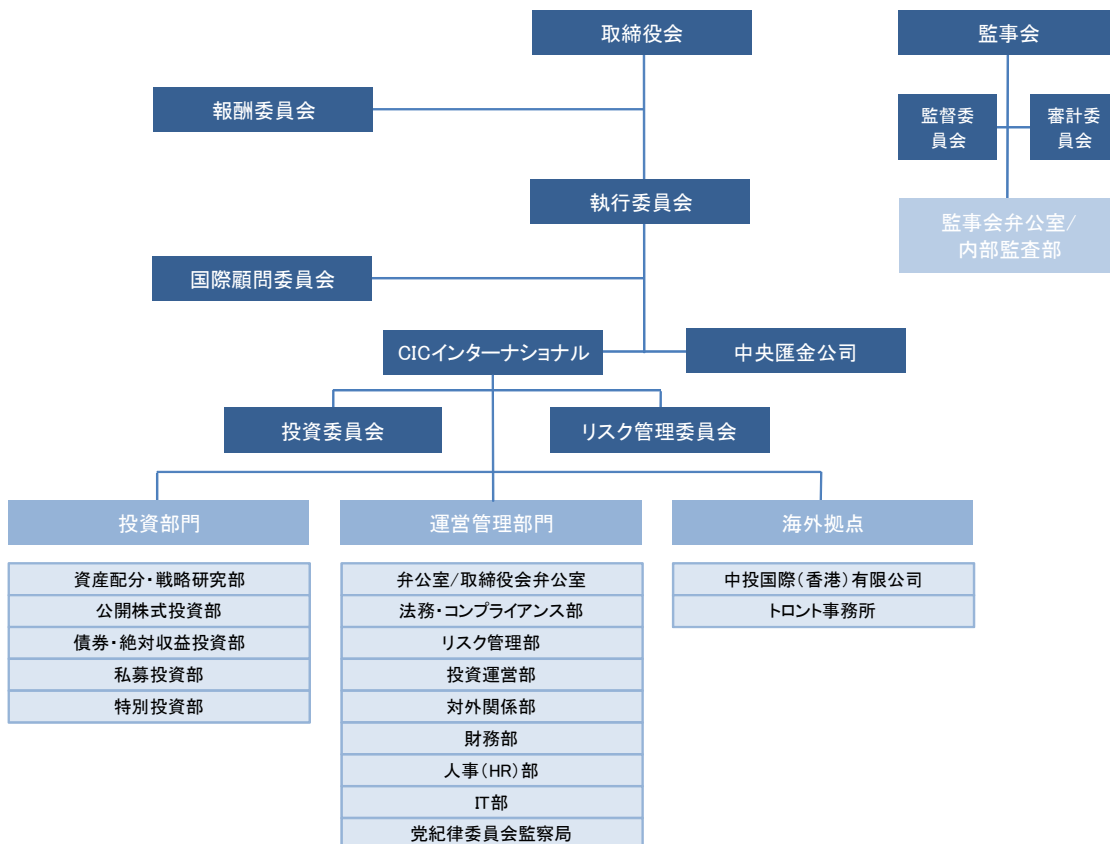 取締役会
監事会
報酬委員会
監督委
員会
審計委
員会
執行委員会
監事会弁公室/
内部監査部
国際顧問委員会
CICインターナショナル
中央匯金公司
投資委員会
リスク管理委員会
投資部門
運営管理部門
海外拠点
資産配分・戦略研究部
公開株式投資部
債券・絶対収益投資部
私募投資部
特別投資部
弁公室/取締役会弁公室
法務・コンプライアンス部
リスク管理部
投資運営部
対外関係部
財務部
人事(HR)部
IT部
党紀律委員会監察局
中投国際(香港)有限公司
トロント事務所